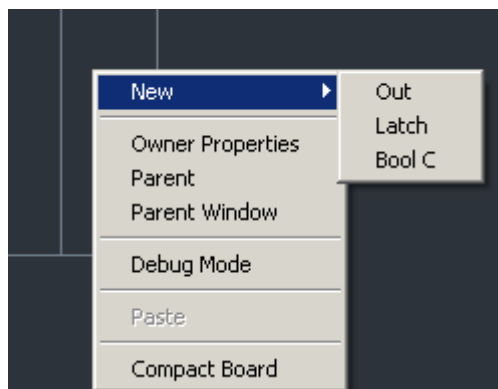 New
Owner Properties
Parent
Parent Window
Debug Mode
Paste
Compact Board
Out
Latch
Bool C